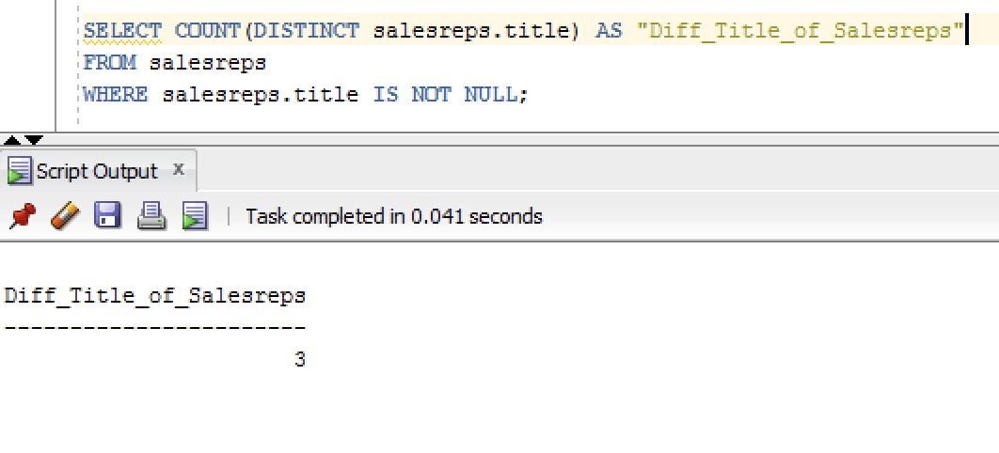 SELECT COUNT(DISTINCT salesreps.title) AS "Diff_Title_of_Salesreps"
FROM salesreps
WHERE salesreps.title IS NOT NULL;
Script Output x
Task completed in 0.041 seconds
Diff_Title_of_Salesreps
-----------------------
3